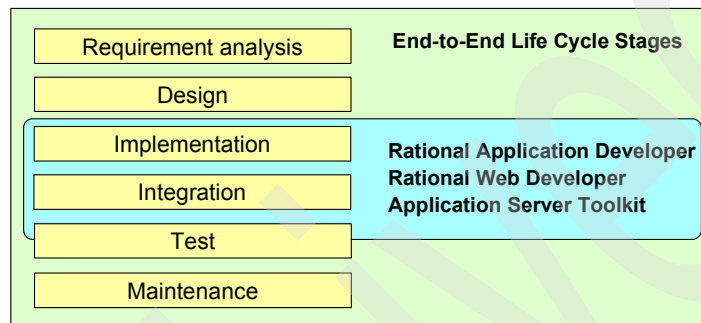 Requirement analysis
End-to-End Life Cycle Stages
Design
Implementation
Rational Application Developer
Rational Web Developer
Integration
Application Server Toolkit
Test
Maintenance